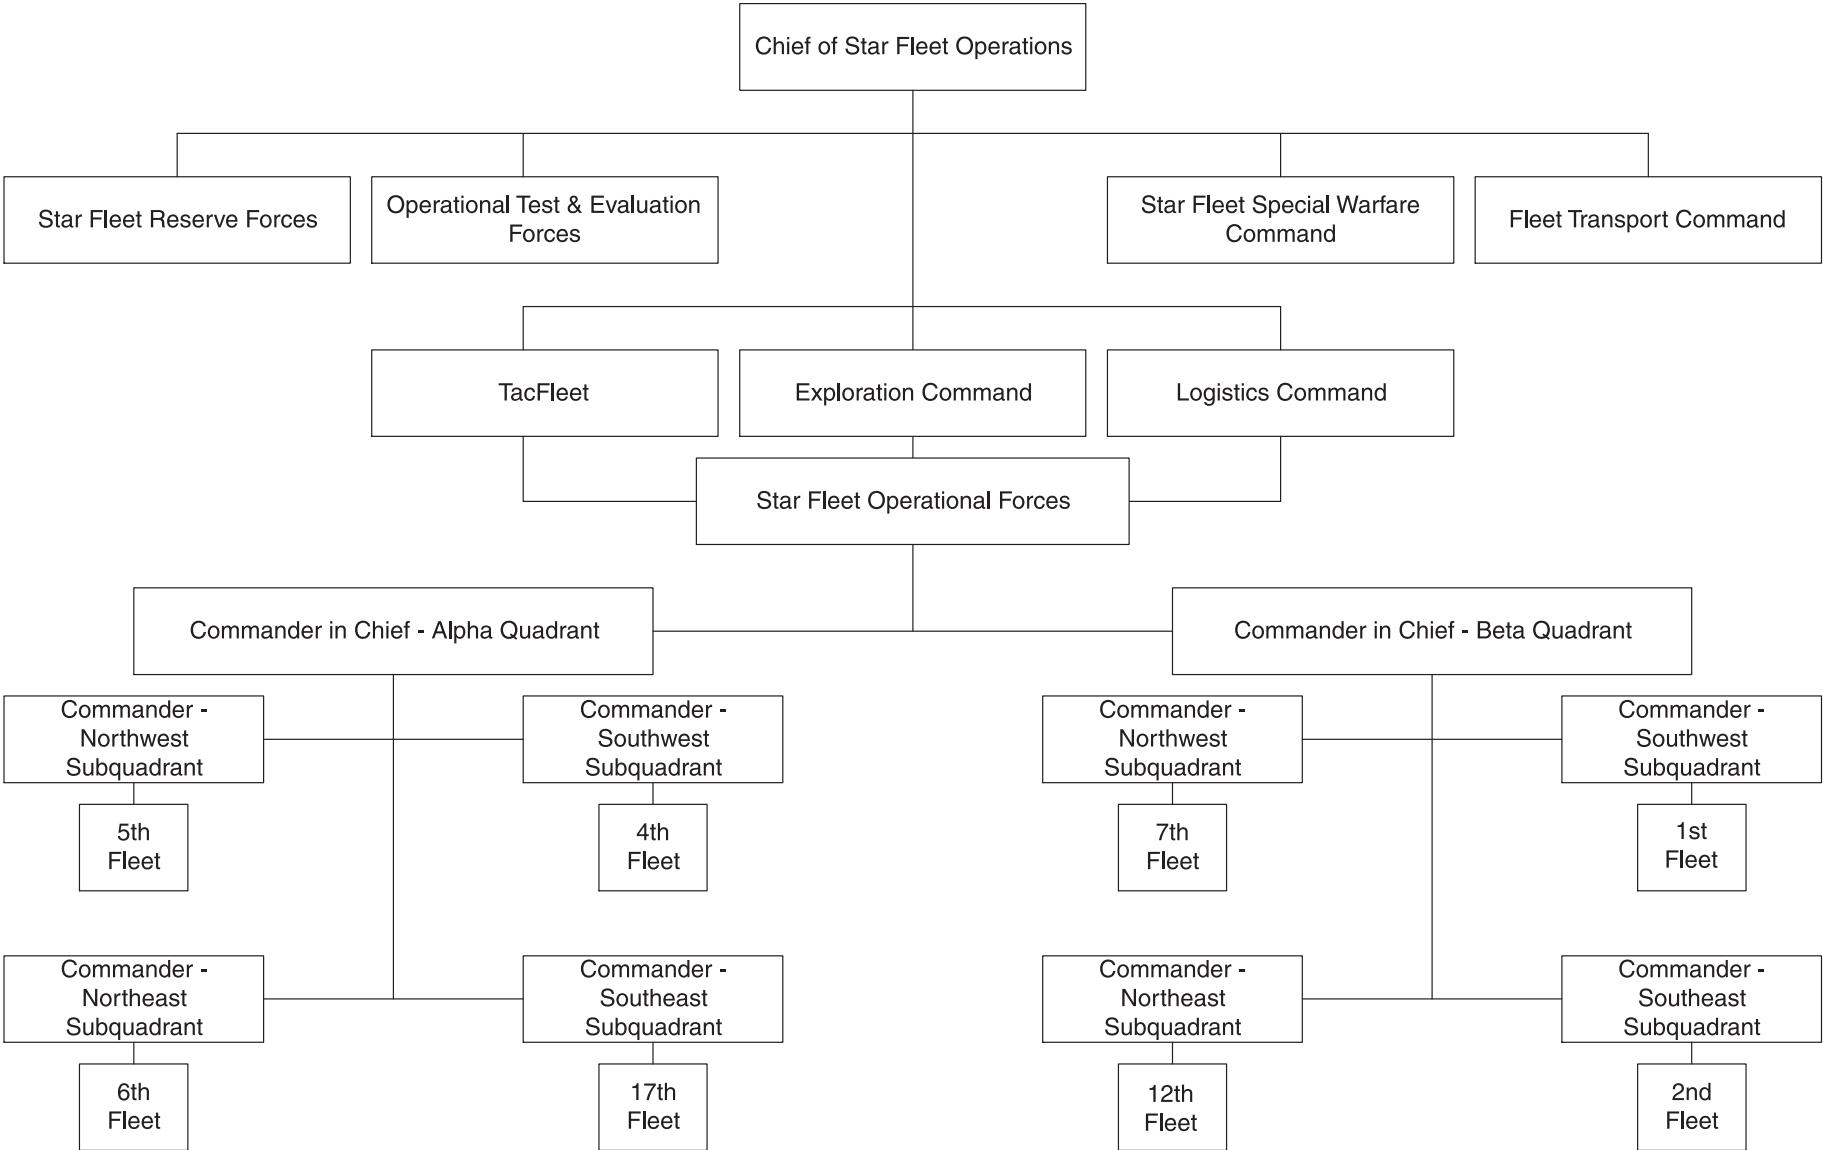 Chief of Star Fleet Operations
Star Fleet Reserve Forces
Operational Test & Evaluation
Forces
Star Fleet Special Warfare
Command
Fleet Transport Command
TacFleet
Exploration Command
Logistics Command
Star Fleet Operational Forces
Commander in Chief - Alpha Quadrant
Commander in Chief - Beta Quadrant
Commander -
Northwest
Subquadrant
Commander -
Southwest
Subquadrant
Commander -
Northwest
Subquadrant
Commander -
Southwest
Subquadrant
5th
Fleet
4th
Fleet
7th
Fleet
1st
Fleet
Commander -
Northeast
Subquadrant
Commander -
Southeast
Subquadrant
Commander -
Northeast
Subquadrant
Commander -
Southeast
Subquadrant
6th
Fleet
17th
Fleet
12th
Fleet
2nd
Fleet